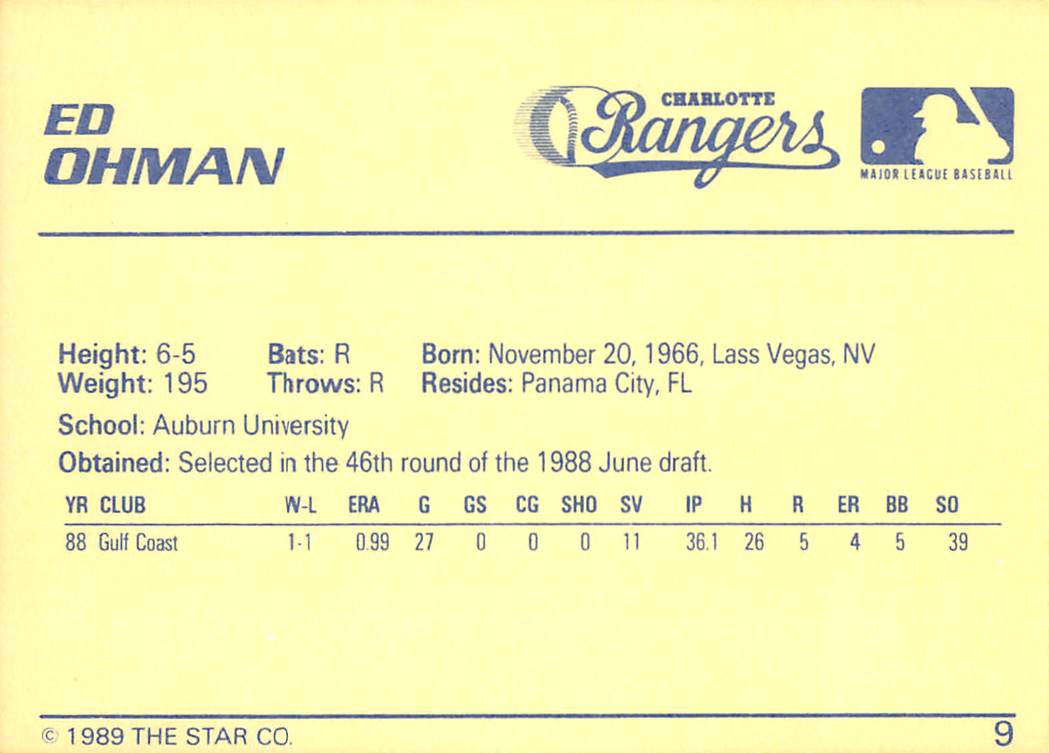 ED
OHMAN
CHARLOTTE
Rangers
MAJOR LEAGUE BASEBALL
Height: 6-5 Bats: R Born: November 20, 1966, Lass Vegas, NV
Weight: 195 Throws: R Resides: Panama City, FL
School: Auburn University
Obtained: Selected in the 46th round of the 1988 June draft.
YR CLUB W-L ERA G GS CG SHO SV IP H R ER BB SO
88 Gulf Coast 1-1 0.99 27 0 0 0 11 36.1 26 5 4 5 39
© 1989 THE STAR CO. 9